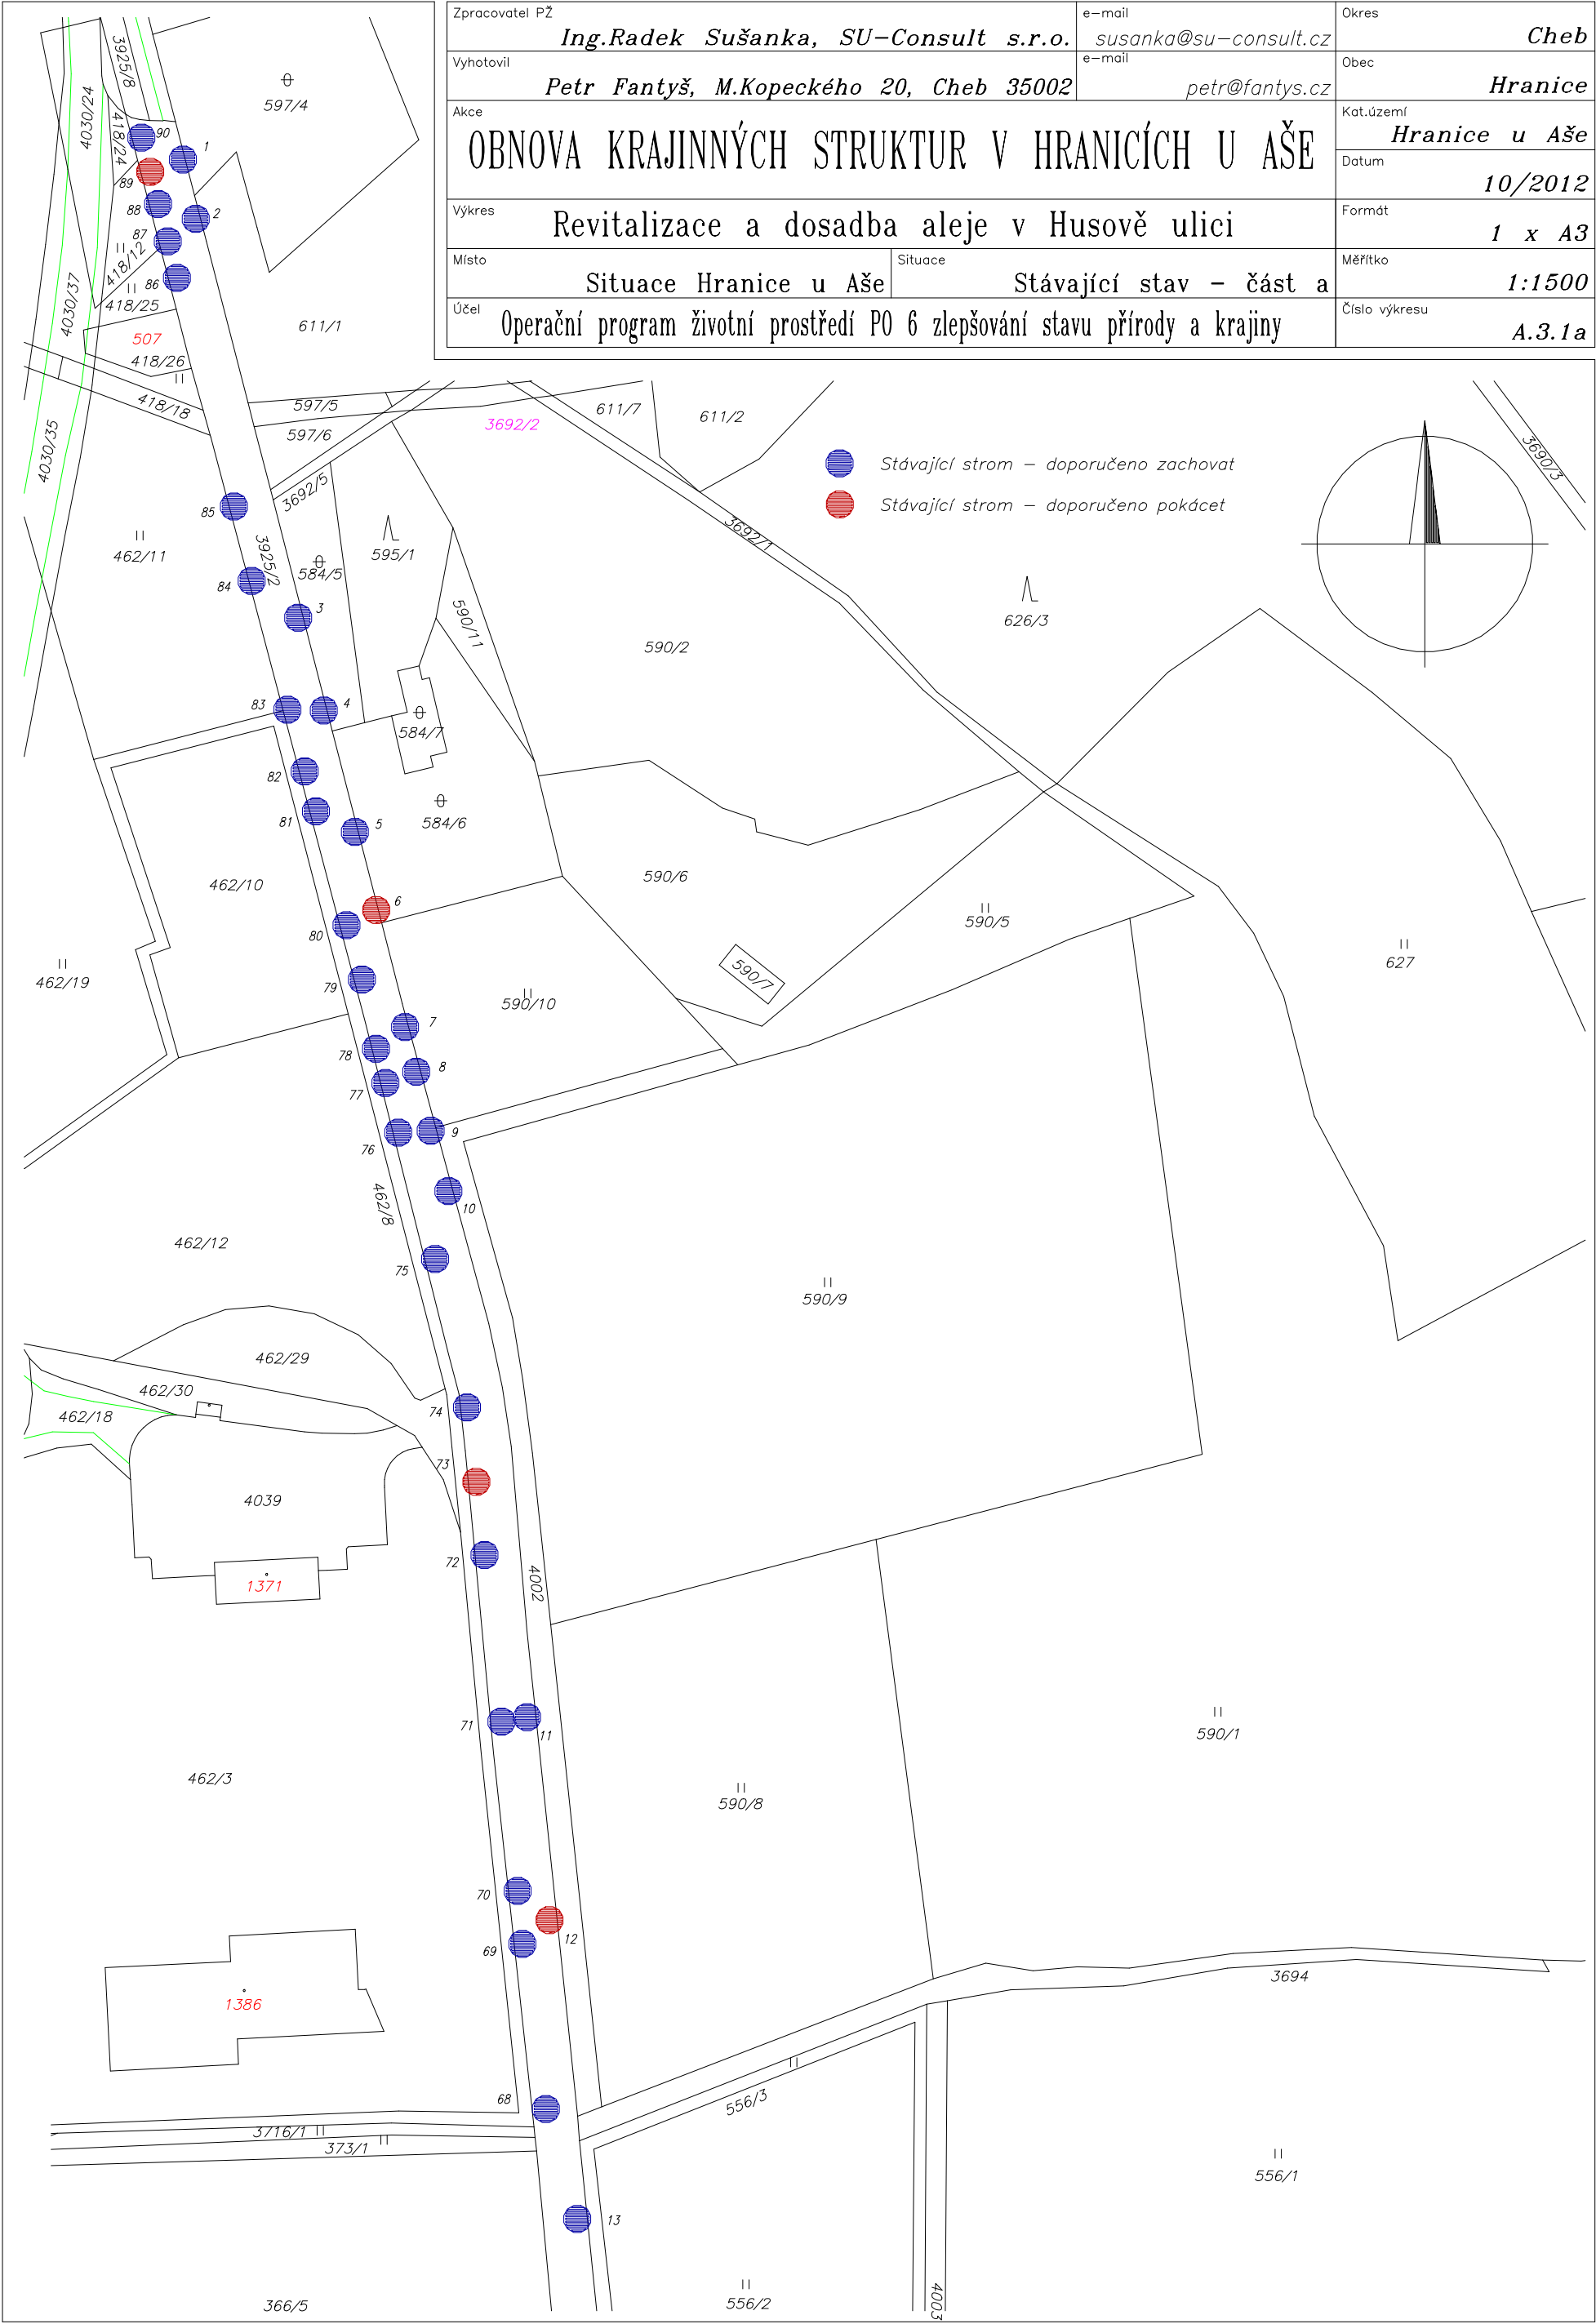 Zpracovatel PŽ
Ing.Radek Sušanka, SU-Consult s.r.o.
e-mail
susanka@su-consult.cz
Okres
Cheb
Vyhotovil
Petr Fantyš, M.Kopeckého 20, Cheb 35002
e-mail
petr@fantys.cz
Obec
Hranice
Akce
OBNOVA KRAJINNÝCH STRUKTUR V HRANICÍCH U AŠE
Kat.území
Hranice u Aše
Datum
10/2012
Výkres
Revitalizace a dosadba aleje v Husově ulici
Formát
1 x A3
Místo
Situace Hranice u Aše
Situace
Stávající stav - část a
Měřítko
1:1500
Účel
Operační program životní prostředí PO 6 zlepšování stavu přírody a krajiny
Číslo výkresu
A.3.1a
Stávající strom - doporučeno zachovat
Stávající strom - doporučeno pokácet
3925/8
597/4
4030/24
418/24
90
1
89
88
2
87
418/12
86
418/25
4030/37
507
611/1
418/26
418/18
597/5
597/6
3692/2
611/7
611/2
4030/35
3690/3
3692/5
85
3692/1
462/11
3925/2
595/1
584/5
84
3
590/11
626/3
590/2
83
4
584/7
82
81
5
584/6
462/10
590/6
6
80
590/5
627
590/7
462/19
79
590/10
7
78
8
77
9
76
462/8
10
462/12
75
590/9
462/29
462/30
462/18
74
73
4039
72
1371
4002
71
11
590/1
462/3
590/8
70
12
69
3694
1386
68
556/3
3716/1
373/1
556/1
13
366/5
556/2
4003